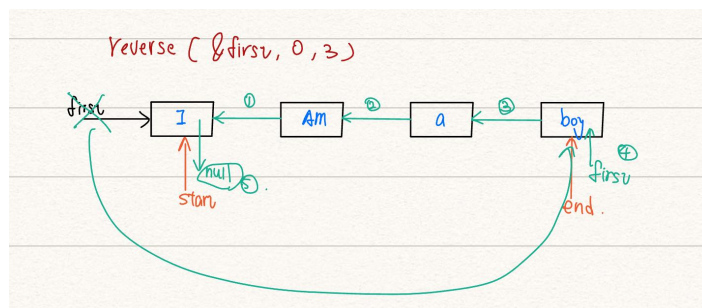 reverse ( &first, 0, 3 )
first
I ① Am ② a ③ boy
null ⑤.
first ④
start
end.